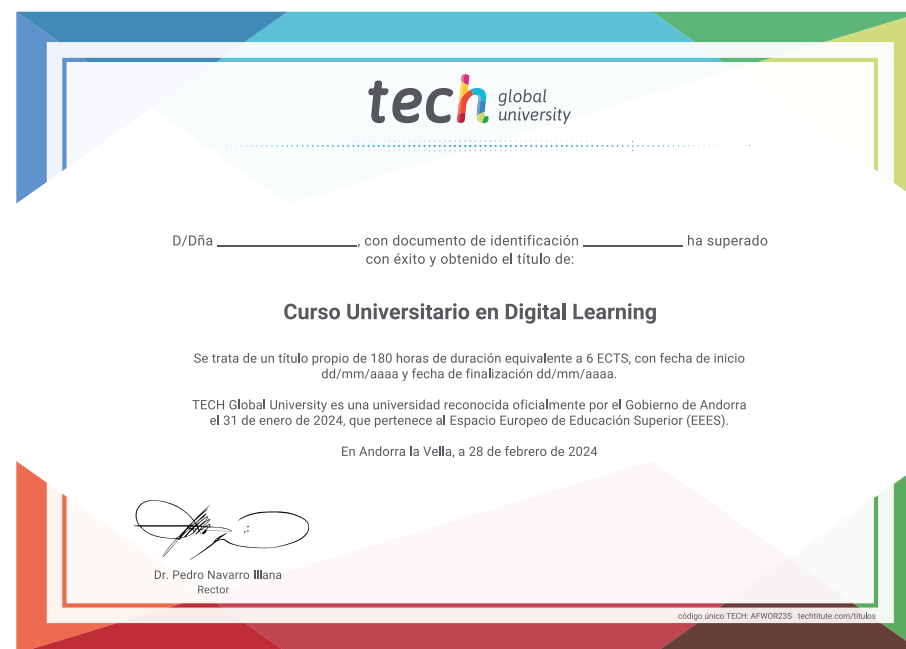 tech global university
D/Dña ____________, con documento de identificación ____________ ha superado
con éxito y obtenido el título de:
Curso Universitario en Digital Learning
Se trata de un título propio de 180 horas de duración equivalente a 6 ECTS, con fecha de inicio
dd/mm/aaaa y fecha de finalización dd/mm/aaaa.
TECH Global University es una universidad reconocida oficialmente por el Gobierno de Andorra
el 31 de enero de 2024, que pertenece al Espacio Europeo de Educación Superior (EEES).
En Andorra la Vella, a 28 de febrero de 2024
Dr. Pedro Navarro Illana
Rector
código único TECH: AFWOR23S techtitute.com/titulos